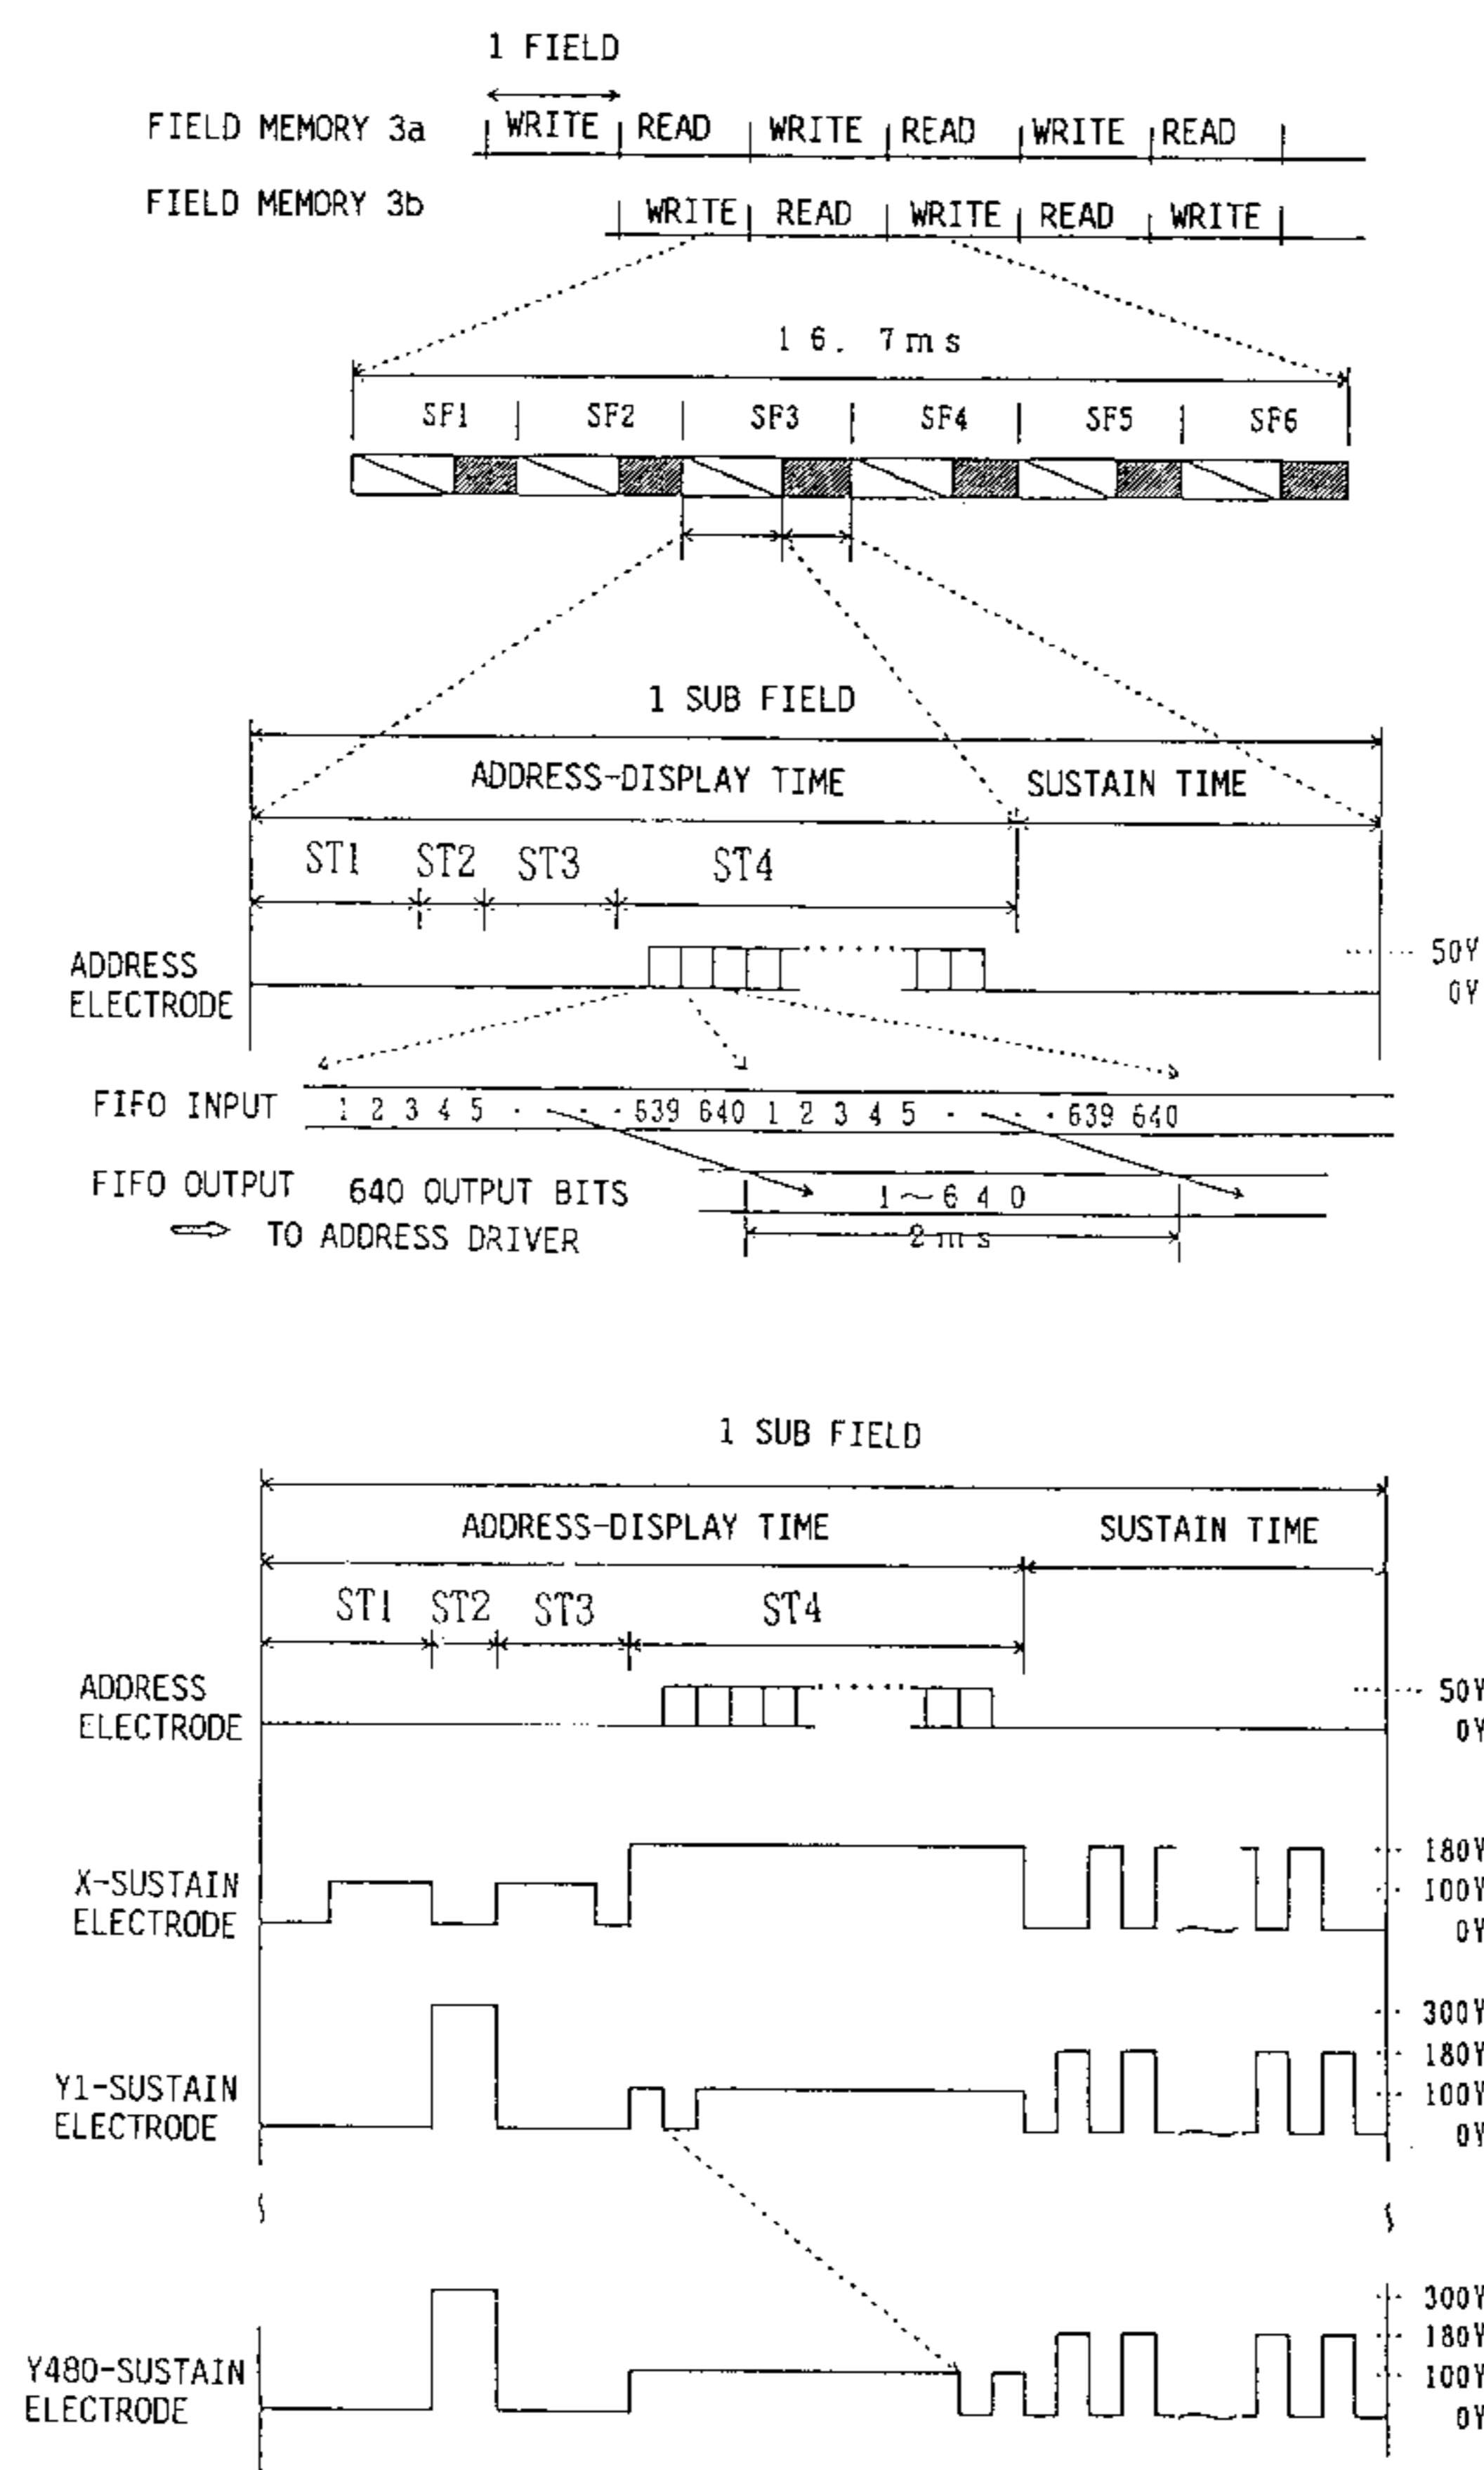 1 FIELD
FIELD MEMORY 3a WRITE READ WRITE READ WRITE READ
FIELD MEMORY 3b WRITE READ WRITE READ WRITE
16.7ms
SF1 SF2 SF3 SF4 SF5 SF6
1 SUB FIELD
ADDRESS-DISPLAY TIME SUSTAIN TIME
ST1 ST2 ST3 ST4
ADDRESS
ELECTRODE
50V
0V
FIFO INPUT 1 2 3 4 5 · · · · 639 640 1 2 3 4 5 · · · · 639 640
FIFO OUTPUT 640 OUTPUT BITS 1～640
⇨ TO ADDRESS DRIVER 2ms
1 SUB FIELD
ADDRESS-DISPLAY TIME SUSTAIN TIME
ST1 ST2 ST3 ST4
ADDRESS
ELECTRODE
50V
0V
X-SUSTAIN
ELECTRODE
180V
100V
0V
Y1-SUSTAIN
ELECTRODE
300V
180V
100V
0V
Y480-SUSTAIN
ELECTRODE
300V
180V
100V
0V